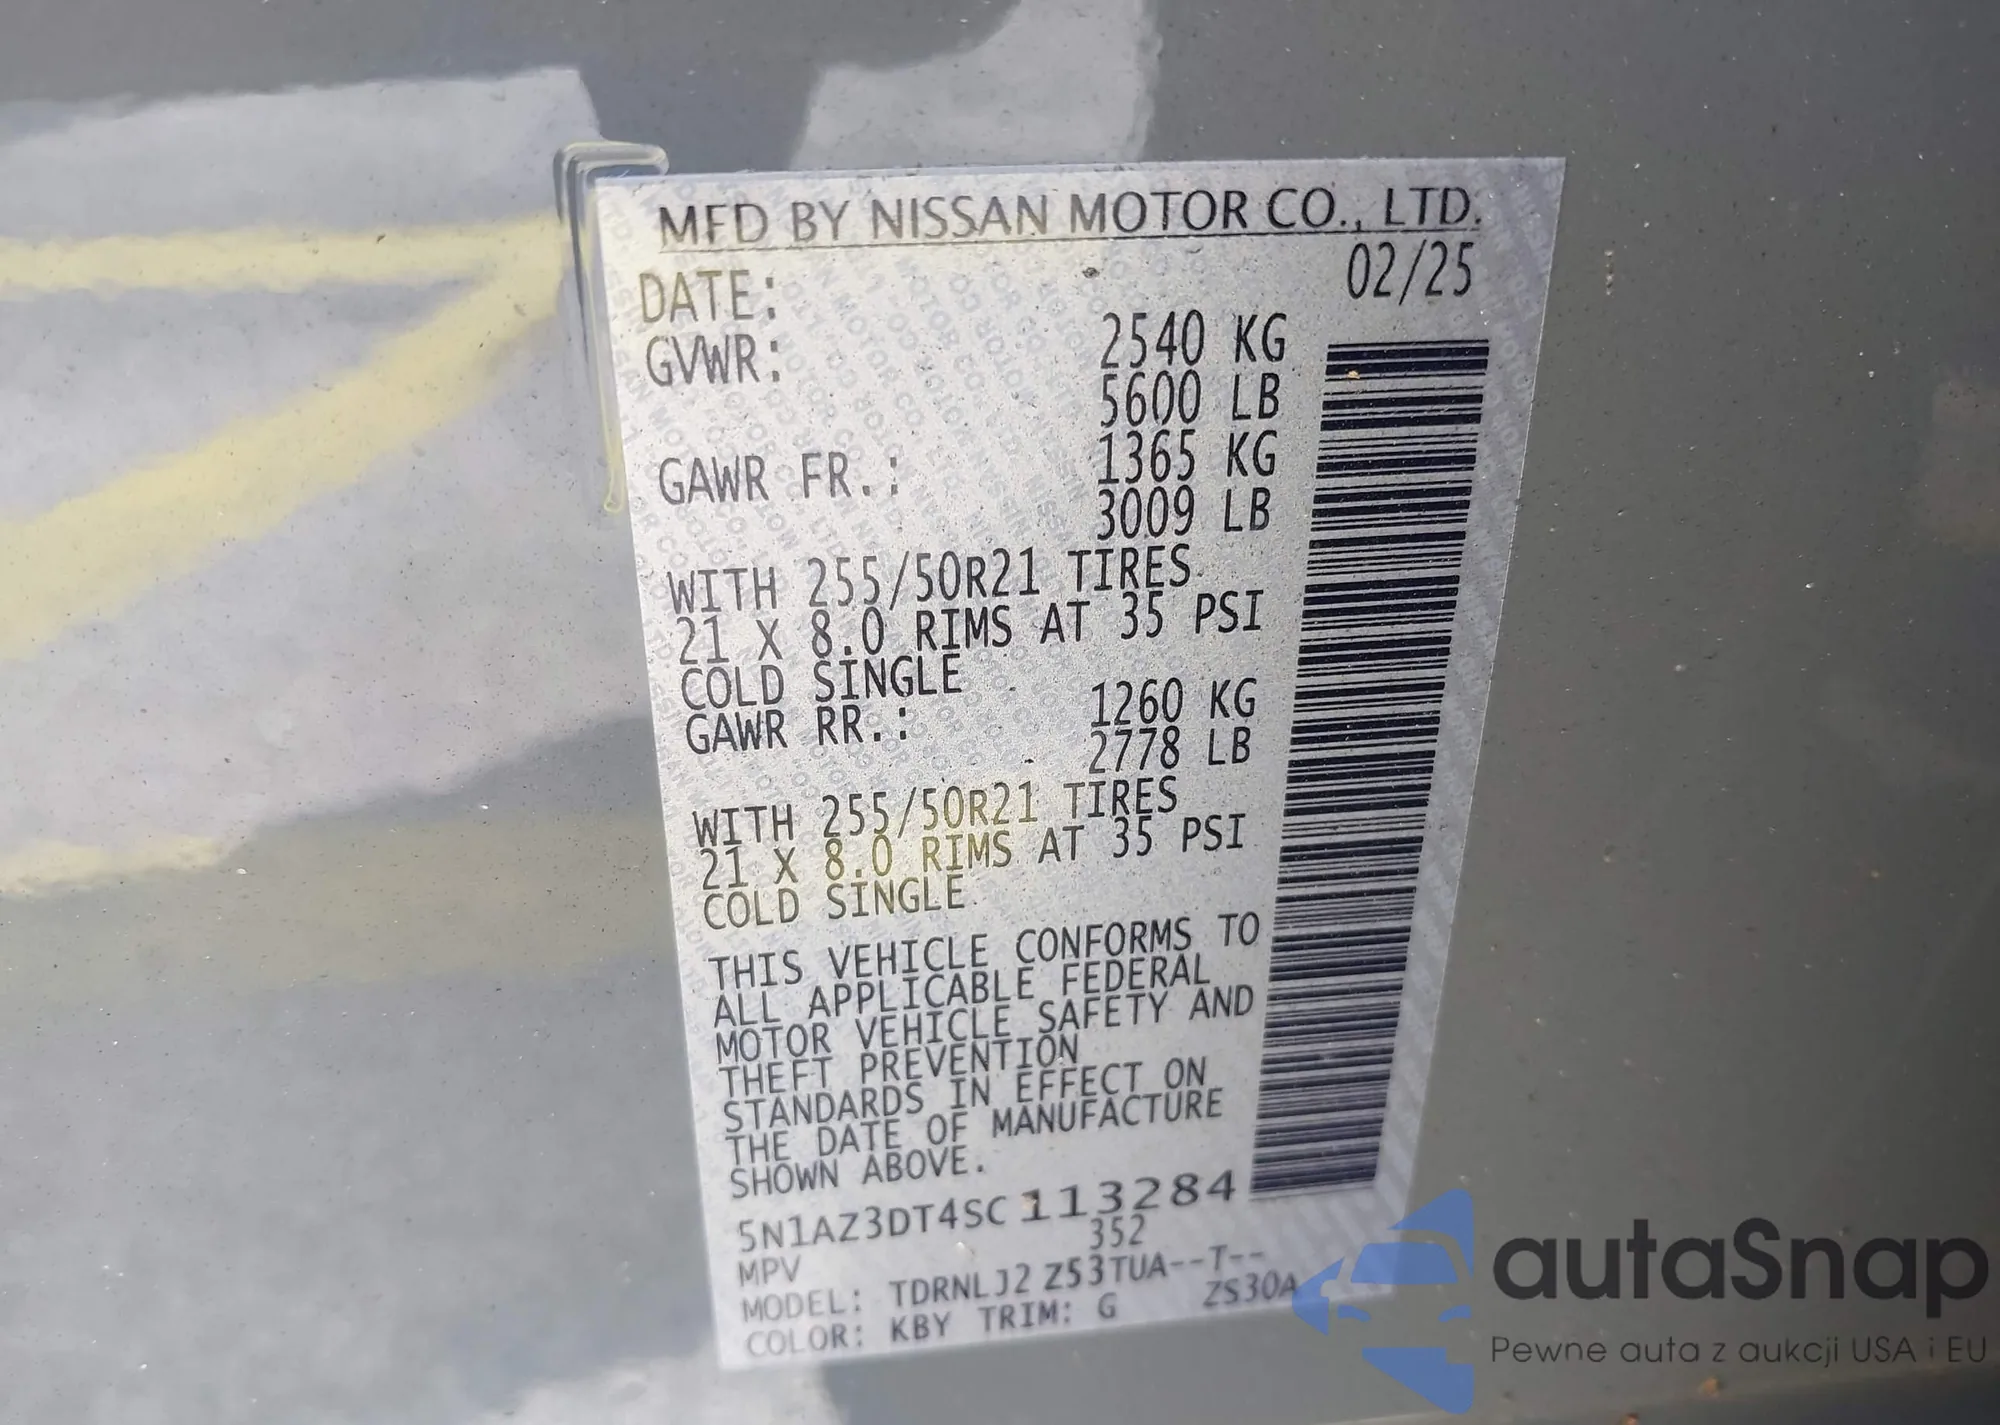 MFD BY NISSAN MOTOR CO., LTD.
DATE: 02/25
GVWR: 2540 KG
5600 LB
GAWR FR.: 1365 KG
3009 LB
WITH 255/50R21 TIRES
21 X 8.0 RIMS AT 35 PSI
COLD SINGLE
GAWR RR.: 1260 KG
2778 LB
WITH 255/50R21 TIRES
21 X 8.0 RIMS AT 35 PSI
COLD SINGLE
THIS VEHICLE CONFORMS TO
ALL APPLICABLE FEDERAL
MOTOR VEHICLE SAFETY AND
THEFT PREVENTION
STANDARDS IN EFFECT ON
THE DATE OF MANUFACTURE
SHOWN ABOVE.
5N1AZ3DT4SC113284
MPV 352
MODEL: TDRNLJ2 Z53TUA--T--
COLOR: KBY TRIM: G ZS30A
autaSnap
Pewne auta z aukcji USA i EU